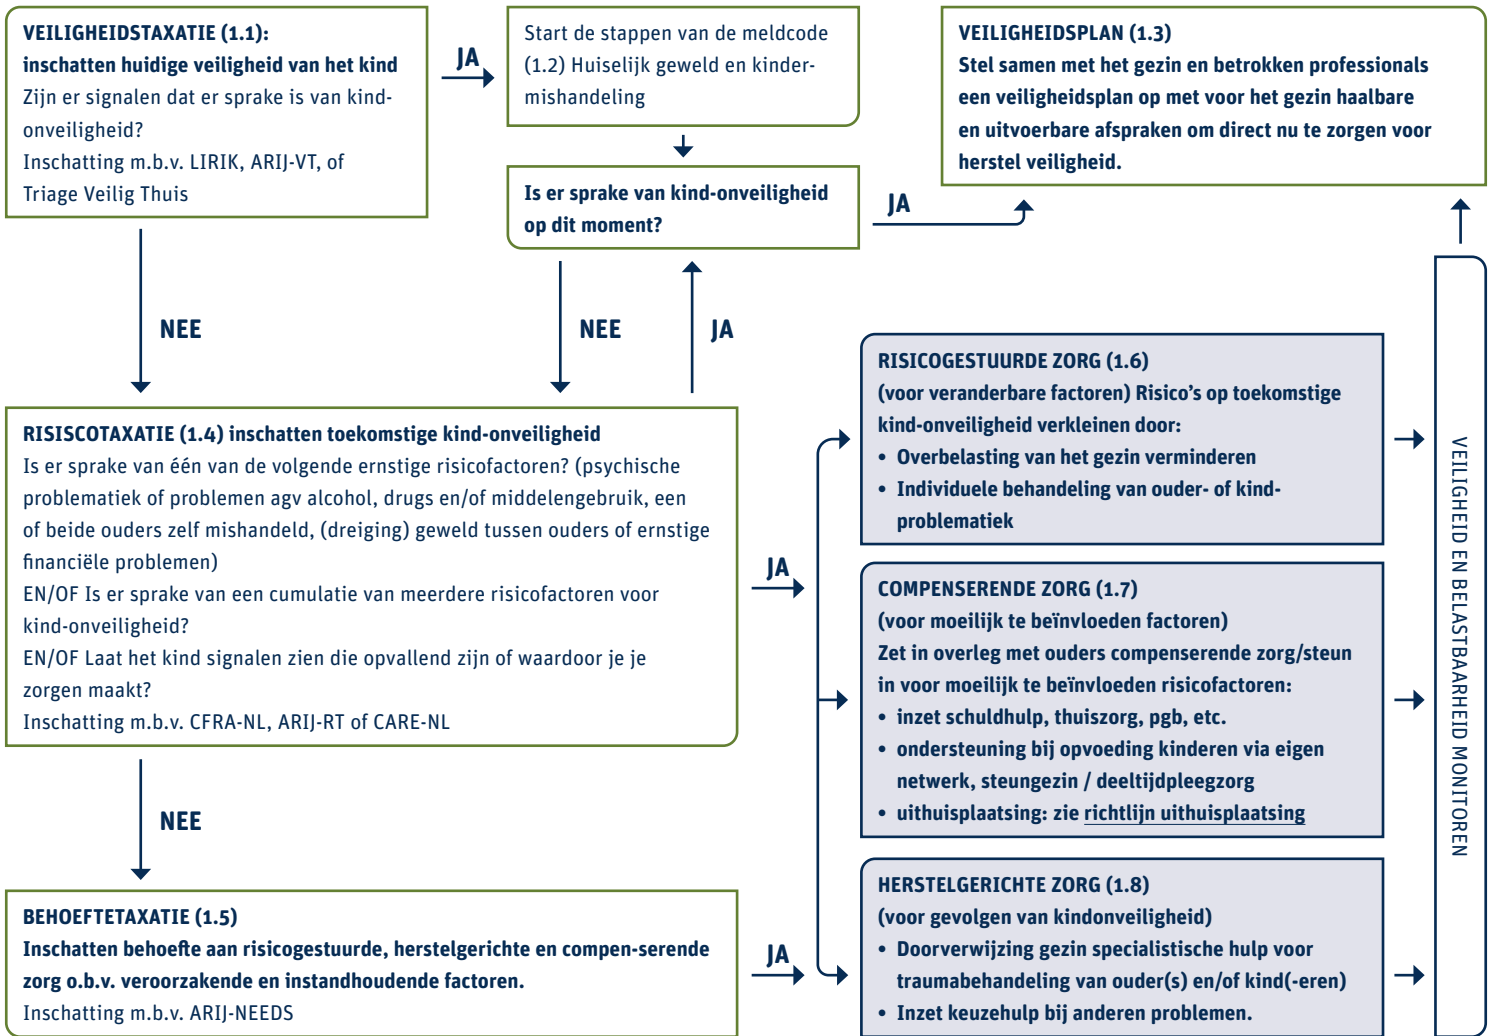 VEILIGHEIDSTAXATIE (1.1):
inschatten huidige veiligheid van het kind
Zijn er signalen dat er sprake is van kind-
onveiligheid?
Inschatting m.b.v. LIRIK, ARIJ-VT, of
Triage Veilig Thuis
JA
Start de stappen van de meldcode
(1.2) Huiselijk geweld en kinder-
mishandeling
Is er sprake van kind-onveiligheid
op dit moment?
JA
VEILIGHEIDSPLAN (1.3)
Stel samen met het gezin en betrokken professionals
een veiligheidsplan op met voor het gezin haalbare
en uitvoerbare afspraken om direct nu te zorgen voor
herstel veiligheid.
NEE
NEE
JA
RISISCOTAXATIE (1.4) inschatten toekomstige kind-onveiligheid
Is er sprake van één van de volgende ernstige risicofactoren? (psychische
problematiek of problemen agv alcohol, drugs en/of middelengebruik, een
of beide ouders zelf mishandeld, (dreiging) geweld tussen ouders of ernstige
financiële problemen)
EN/OF Is er sprake van een cumulatie van meerdere risicofactoren voor
kind-onveiligheid?
EN/OF Laat het kind signalen zien die opvallend zijn of waardoor je je
zorgen maakt?
Inschatting m.b.v. CFRA-NL, ARIJ-RT of CARE-NL
JA
NEE
BEHOEFTETAXATIE (1.5)
Inschatten behoefte aan risicogestuurde, herstelgerichte en compen-serende
zorg o.b.v. veroorzakende en instandhoudende factoren.
Inschatting m.b.v. ARIJ-NEEDS
JA
RISICOGESTUURDE ZORG (1.6)
(voor veranderbare factoren) Risico's op toekomstige
kind-onveiligheid verkleinen door:
• Overbelasting van het gezin verminderen
• Individuele behandeling van ouder- of kind-
problematiek
COMPENSERENDE ZORG (1.7)
(voor moeilijk te beïnvloeden factoren)
Zet in overleg met ouders compenserende zorg/steun
in voor moeilijk te beïnvloeden risicofactoren:
• inzet schuldhulp, thuiszorg, pgb, etc.
• ondersteuning bij opvoeding kinderen via eigen
netwerk, steungezin / deeltijdpleegzorg
• uithuisplaatsing: zie richtlijn uithuisplaatsing
HERSTELGERICHTE ZORG (1.8)
(voor gevolgen van kindonveiligheid)
• Doorverwijzing gezin specialistische hulp voor
traumabehandeling van ouder(s) en/of kind(-eren)
• Inzet keuzehulp bij anderen problemen.
VEILIGHEID EN BELASTBAARHEID MONITOREN